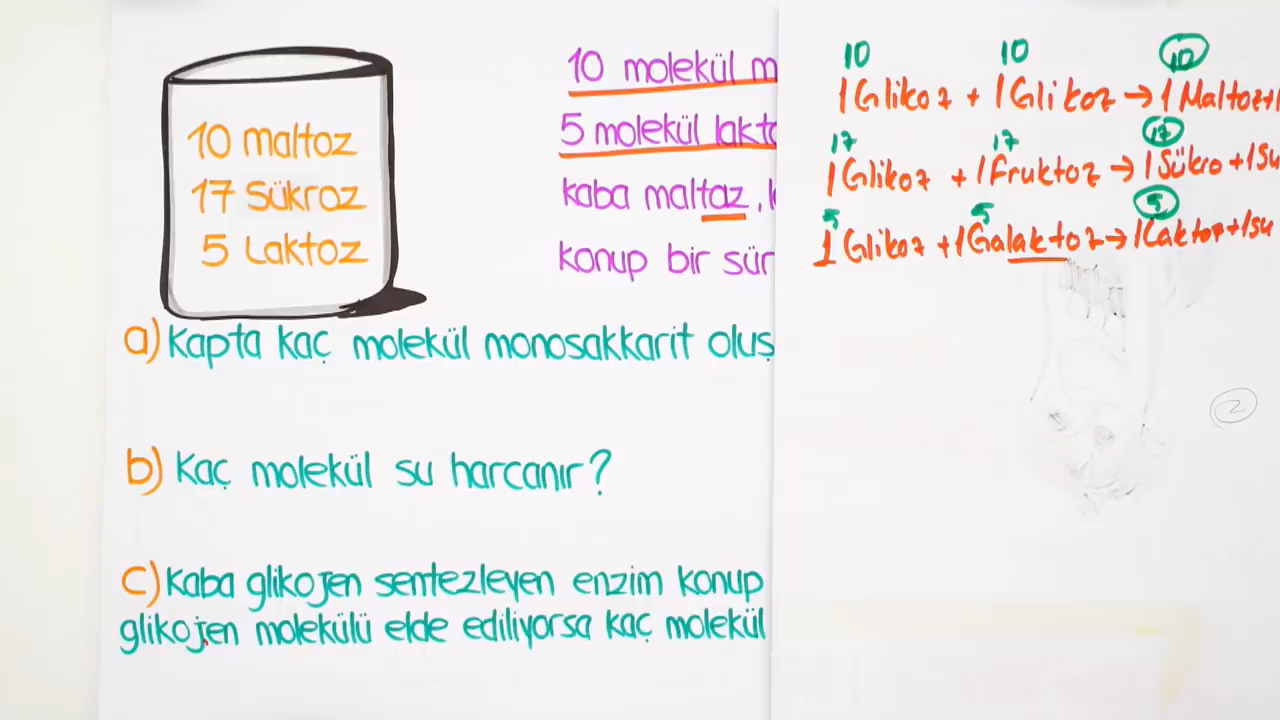 10 maltoz
17 Sükroz
5 Laktoz
10 molekül m
5 molekül lakto
kaba maltaz, l
konup bir sür
a) Kapta kaç molekül monosakkarit oluş
b) Kaç molekül su harcanır?
c) Kaba glikojen sentezleyen enzim konup
glikojen molekülü elde ediliyorsa kaç molekül
10 10 10
1 Glikoz + 1 Glikoz → 1 Maltoz +
17 17 17
1 Glikoz + 1 Fruktoz → 1 Sükro + 1 Su
5 5 5
1 Glikoz + 1 Galaktoz → 1 Laktoz + 1 su
2